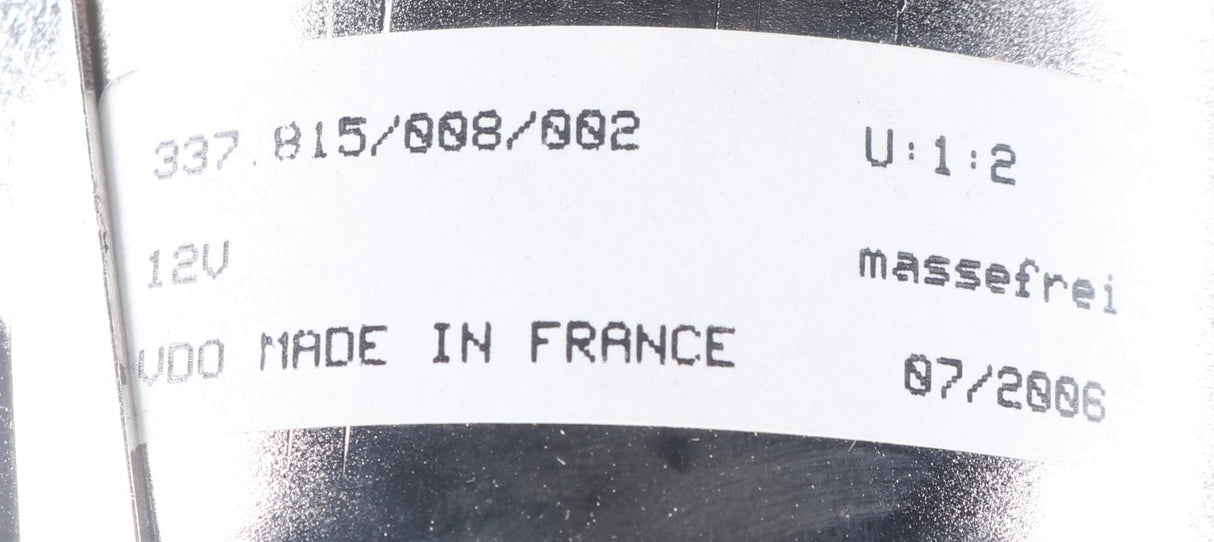 337.815/008/002 U:1:2
12V massefrei
VDO MADE IN FRANCE 07/2006